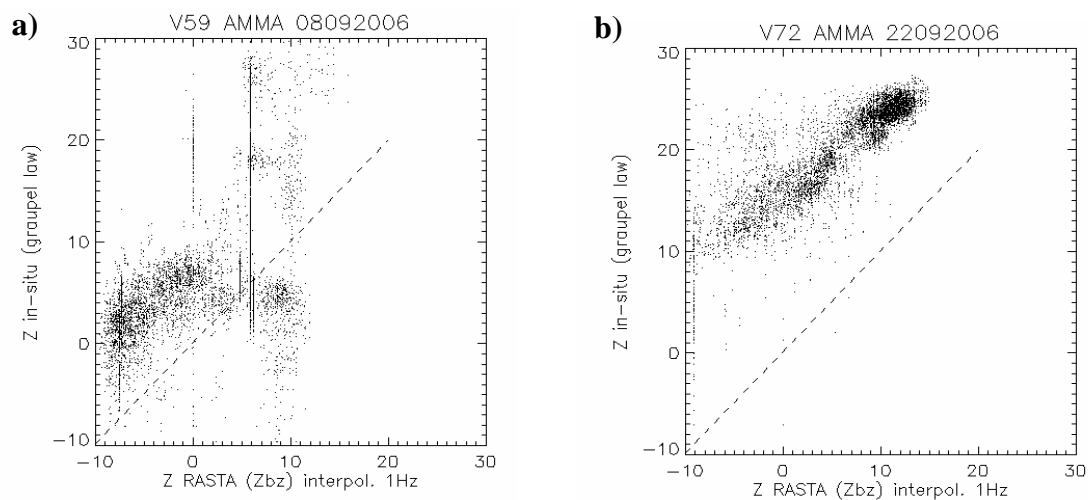 a)
V59 AMMA 08092006
30
20
10
0
−10
Z in−situ (graupel law)
−10 0 10 20 30
Z RASTA (Zbz) interpol. 1Hz
b)
V72 AMMA 22092006
30
20
10
0
−10
Z in−situ (graupel law)
−10 0 10 20 30
Z RASTA (Zbz) interpol. 1Hz